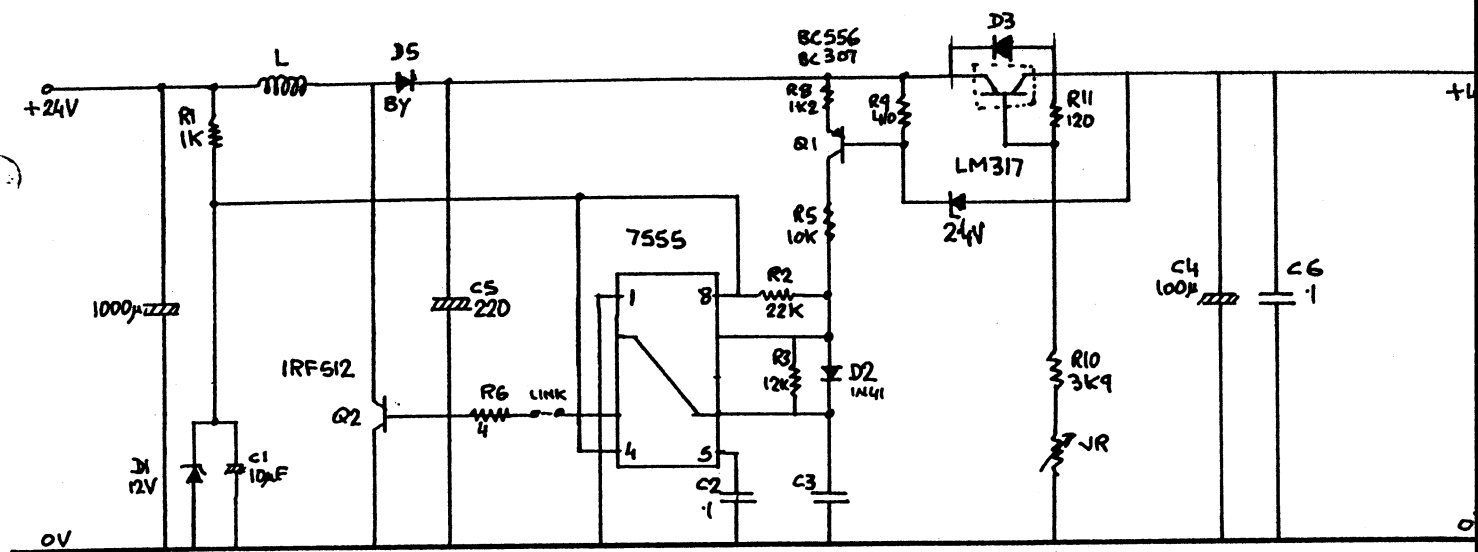 +24V
R1
1K
L
D5
BY
BC556
BC307
R8
1K2
R9
Q1
D3
LM317
R11
120
24V
R5
10K
7555
1
8
4
5
R2
22K
R3
12K
D2
1N41
1000µ
C5
220
IRF512
Q2
R6
4
LINK
D1
12V
C1
10µF
C2
.1
C3
R10
3K9
VR
C4
100µ
C6
.1
0V